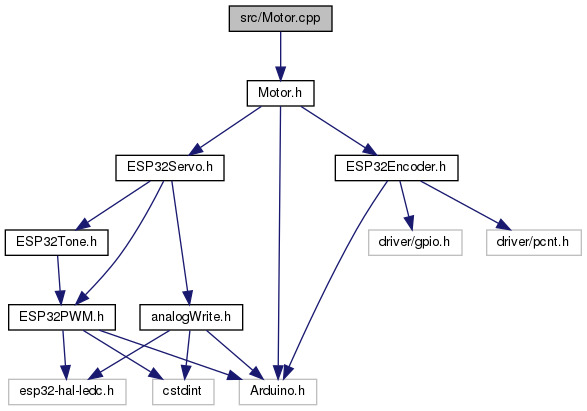 src/Motor.cpp
Motor.h
ESP32Servo.h
ESP32Encoder.h
ESP32Tone.h
driver/gpio.h
driver/pcnt.h
ESP32PWM.h
analogWrite.h
esp32-hal-ledc.h
cstdint
Arduino.h